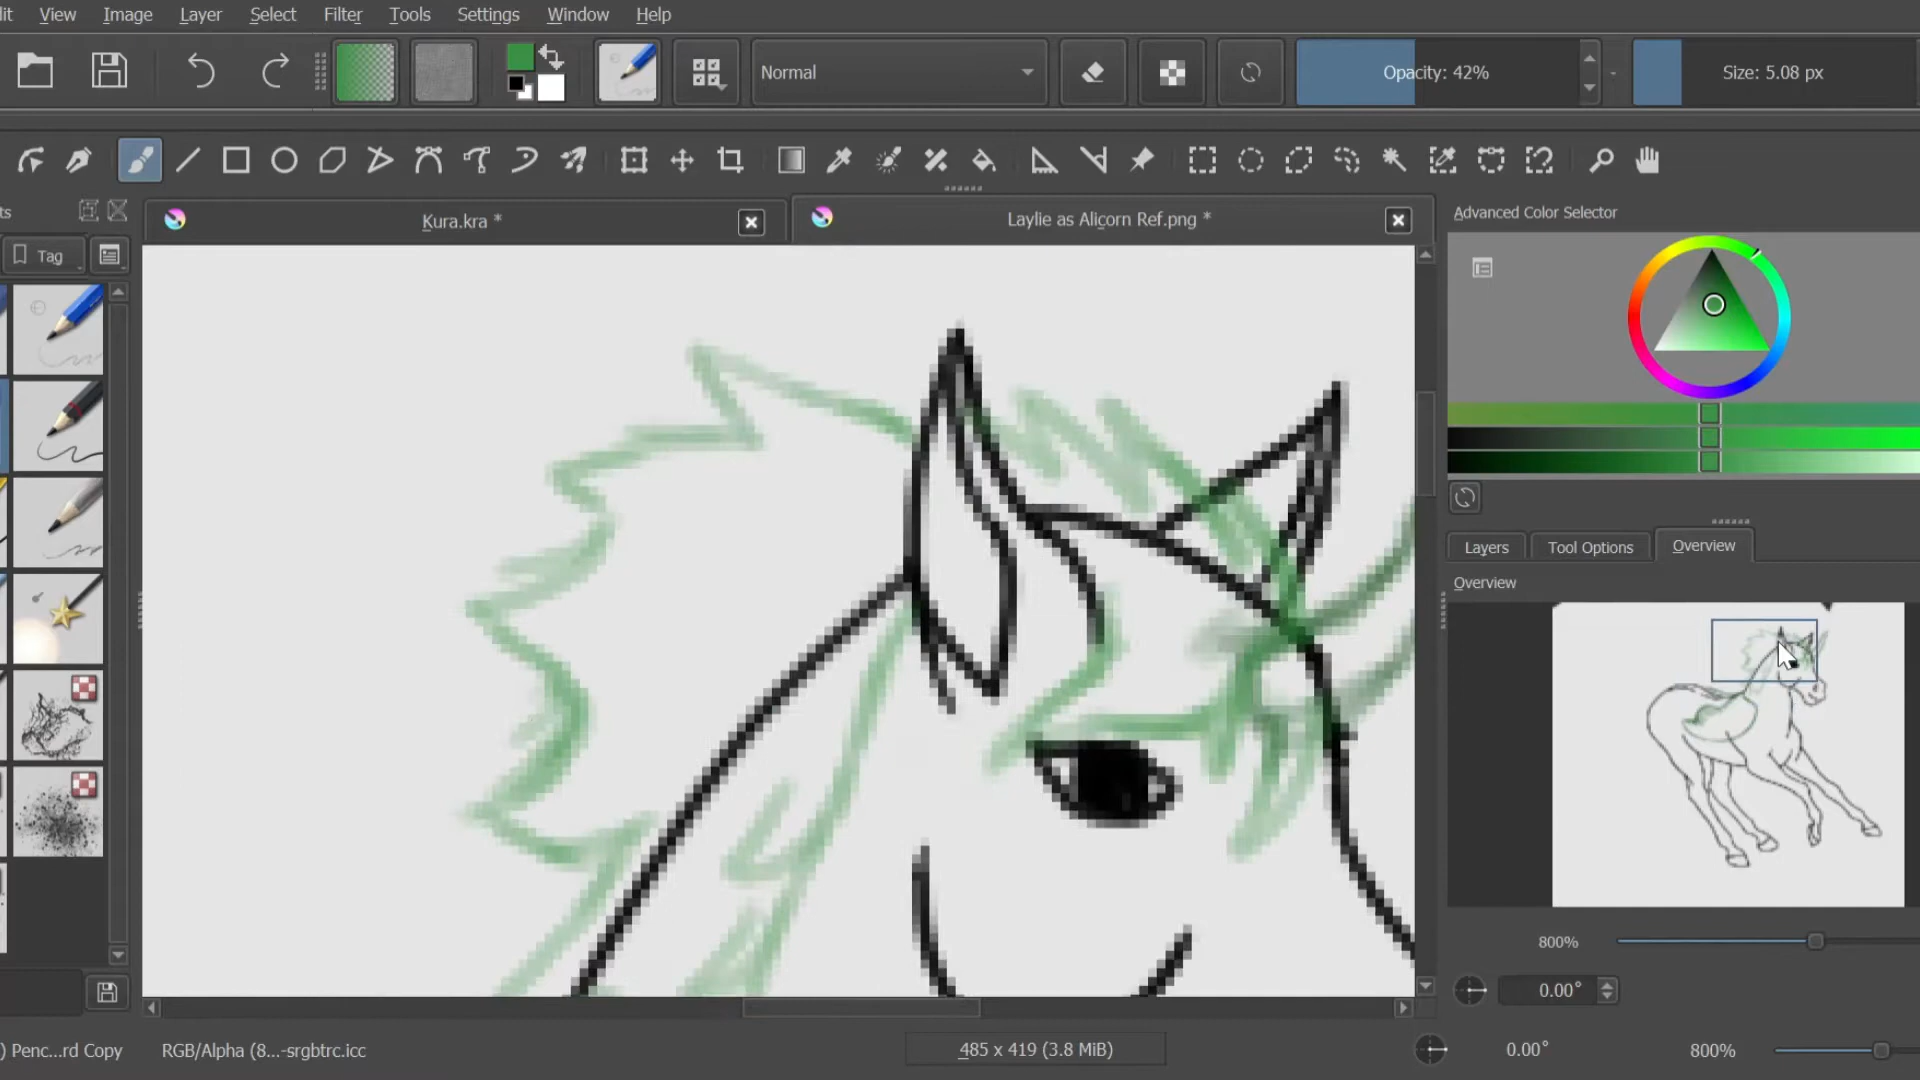 it View Image Layer Select Filter Tools Settings Window Help
Normal
Opacity: 42%
Size: 5.08 px
ts
Kura.kra *
Laylie as Alicorn Ref.png *
Advanced Color Selector
Tag
Layers Tool Options Overview
Overview
800%
0.00°
) Penc...rd Copy
RGB/Alpha (8...-srgbtrc.icc
485 x 419 (3.8 MiB)
0.00°
800%